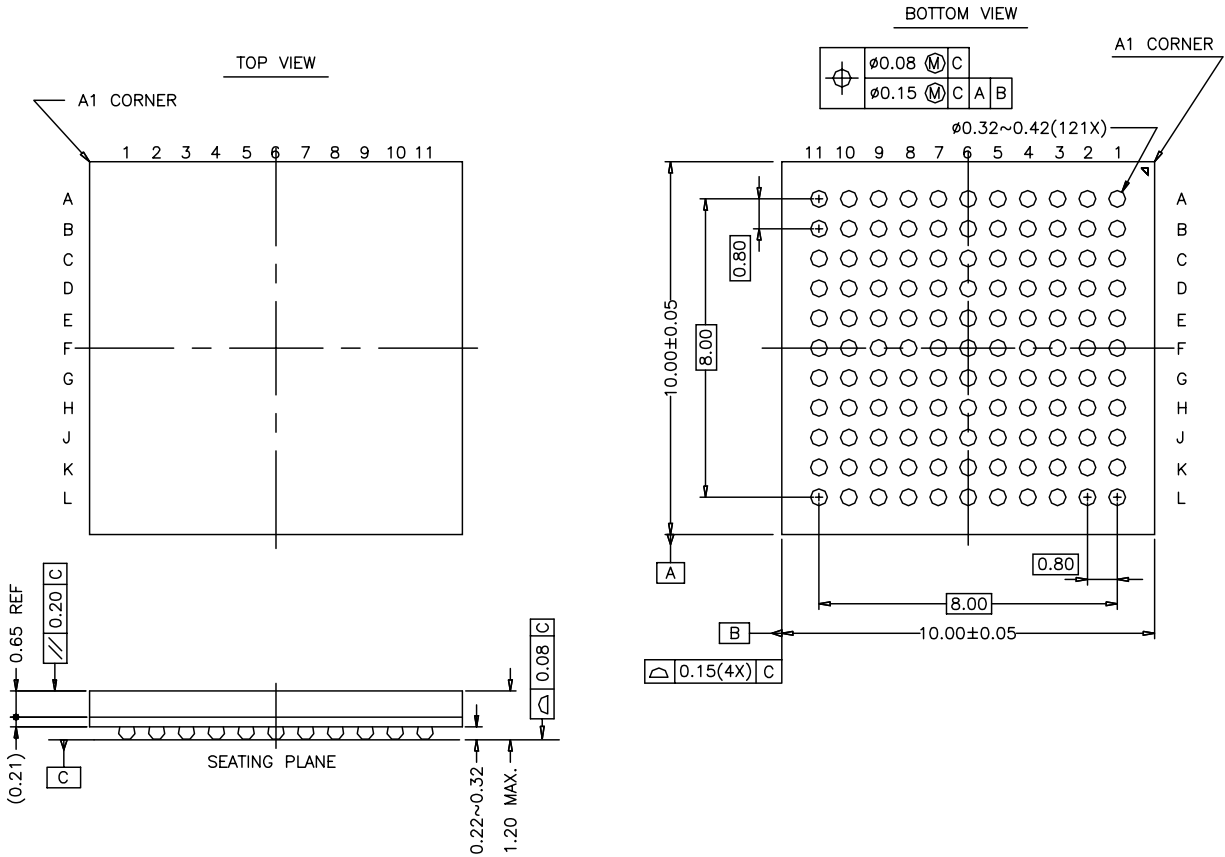 TOP VIEW
A1 CORNER
1 2 3 4 5 6 7 8 9 10 11
A
B
C
D
E
F
G
H
J
K
L
BOTTOM VIEW
A1 CORNER
⌀0.08 Ⓜ C
⌀0.15 Ⓜ C A B
⌀0.32~0.42(121X)
11 10 9 8 7 6 5 4 3 2 1
A
B
C
D
E
F
G
H
J
K
L
0.80
8.00
10.00±0.05
A
0.80
8.00
B
10.00±0.05
0.15(4X) C
0.65 REF
// 0.20 C
(0.21)
C
SEATING PLANE
0.22~0.32
1.20 MAX.
0.08 C